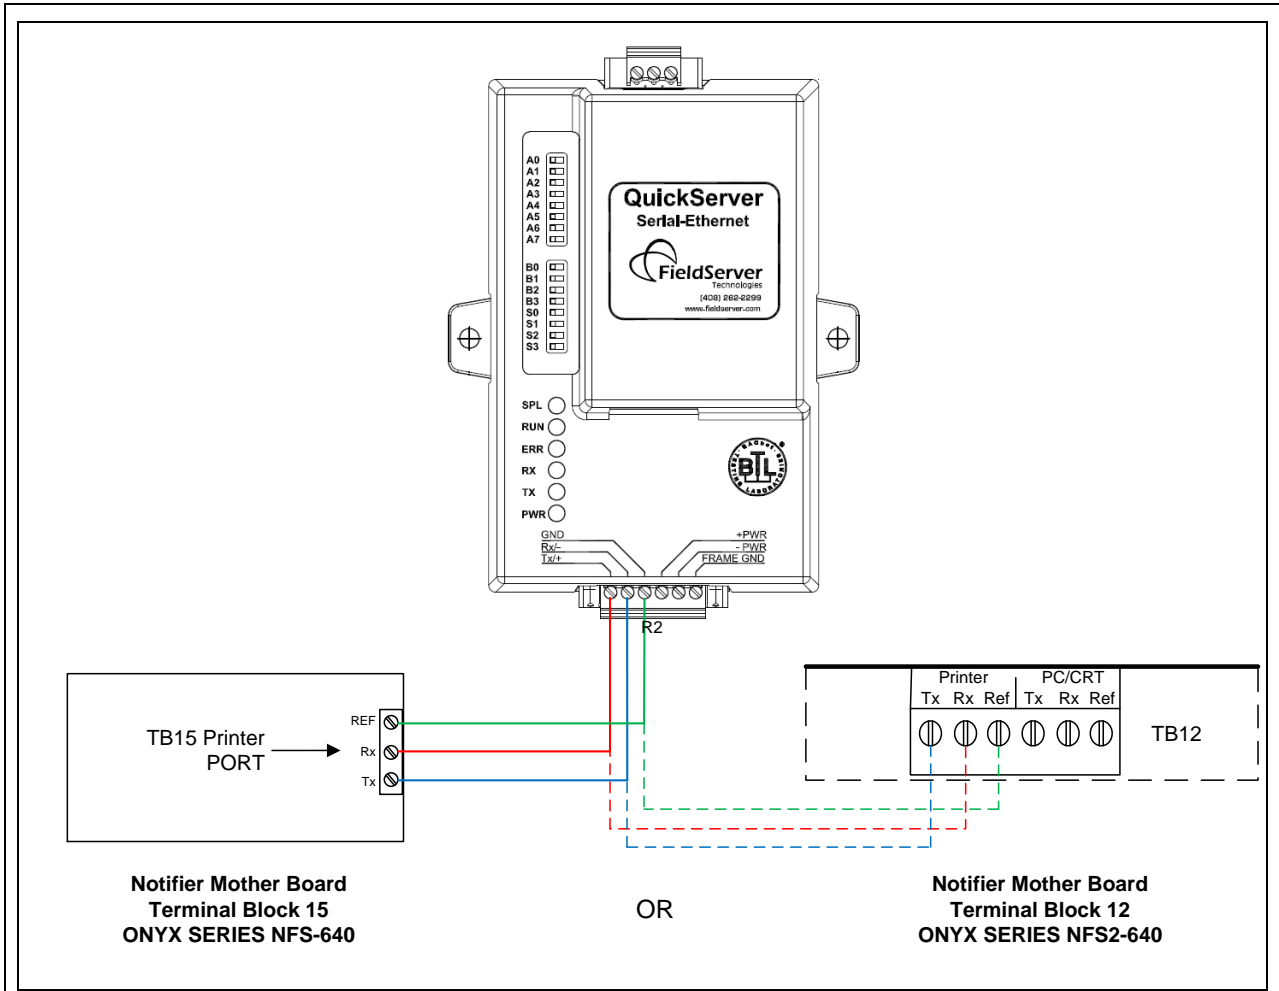 A0
A1
A2
A3
A4
A5
A6
A7
B0
B1
B2
B3
S0
S1
S2
S3
QuickServer
Serial-Ethernet
FieldServer
Technologies
(408) 262-2299
www.fieldserver.com
SPL
RUN
ERR
RX
TX
PWR
BACnet · TESTING LABORATORIES ·
BTL
®
GND
Rx/-
Tx/+
+PWR
- PWR
FRAME GND
R2
TB15 Printer
PORT
REF
Rx
Tx
Printer PC/CRT
Tx Rx Ref Tx Rx Ref
TB12
Notifier Mother Board
Terminal Block 15
ONYX SERIES NFS-640
OR
Notifier Mother Board
Terminal Block 12
ONYX SERIES NFS2-640